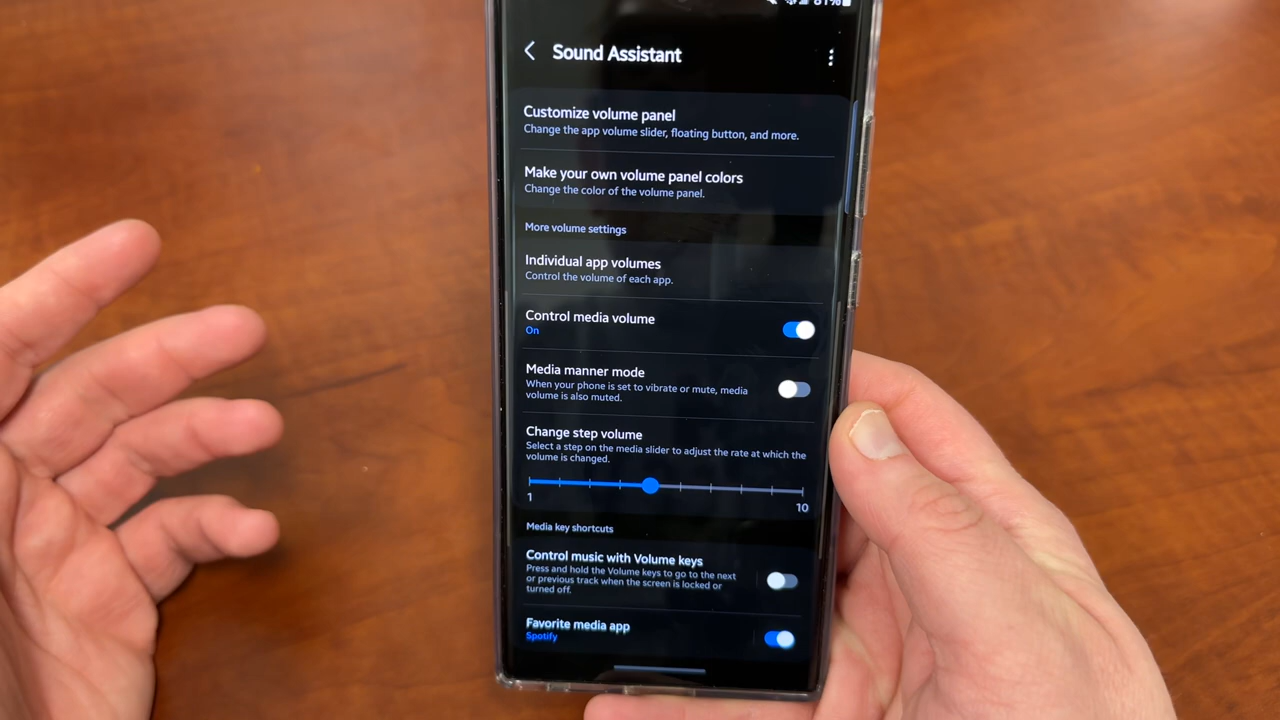 81%
Sound Assistant
Customize volume panel
Change the app volume slider, floating button, and more.
Make your own volume panel colors
Change the color of the volume panel.
More volume settings
Individual app volumes
Control the volume of each app.
Control media volume
On
Media manner mode
When your phone is set to vibrate or mute, media
volume is also muted.
Change step volume
Select a step on the media slider to adjust the rate at which the
volume is changed.
1
10
Media key shortcuts
Control music with Volume keys
Press and hold the Volume keys to go to the next
or previous track when the screen is locked or
turned off.
Favorite media app
Spotify